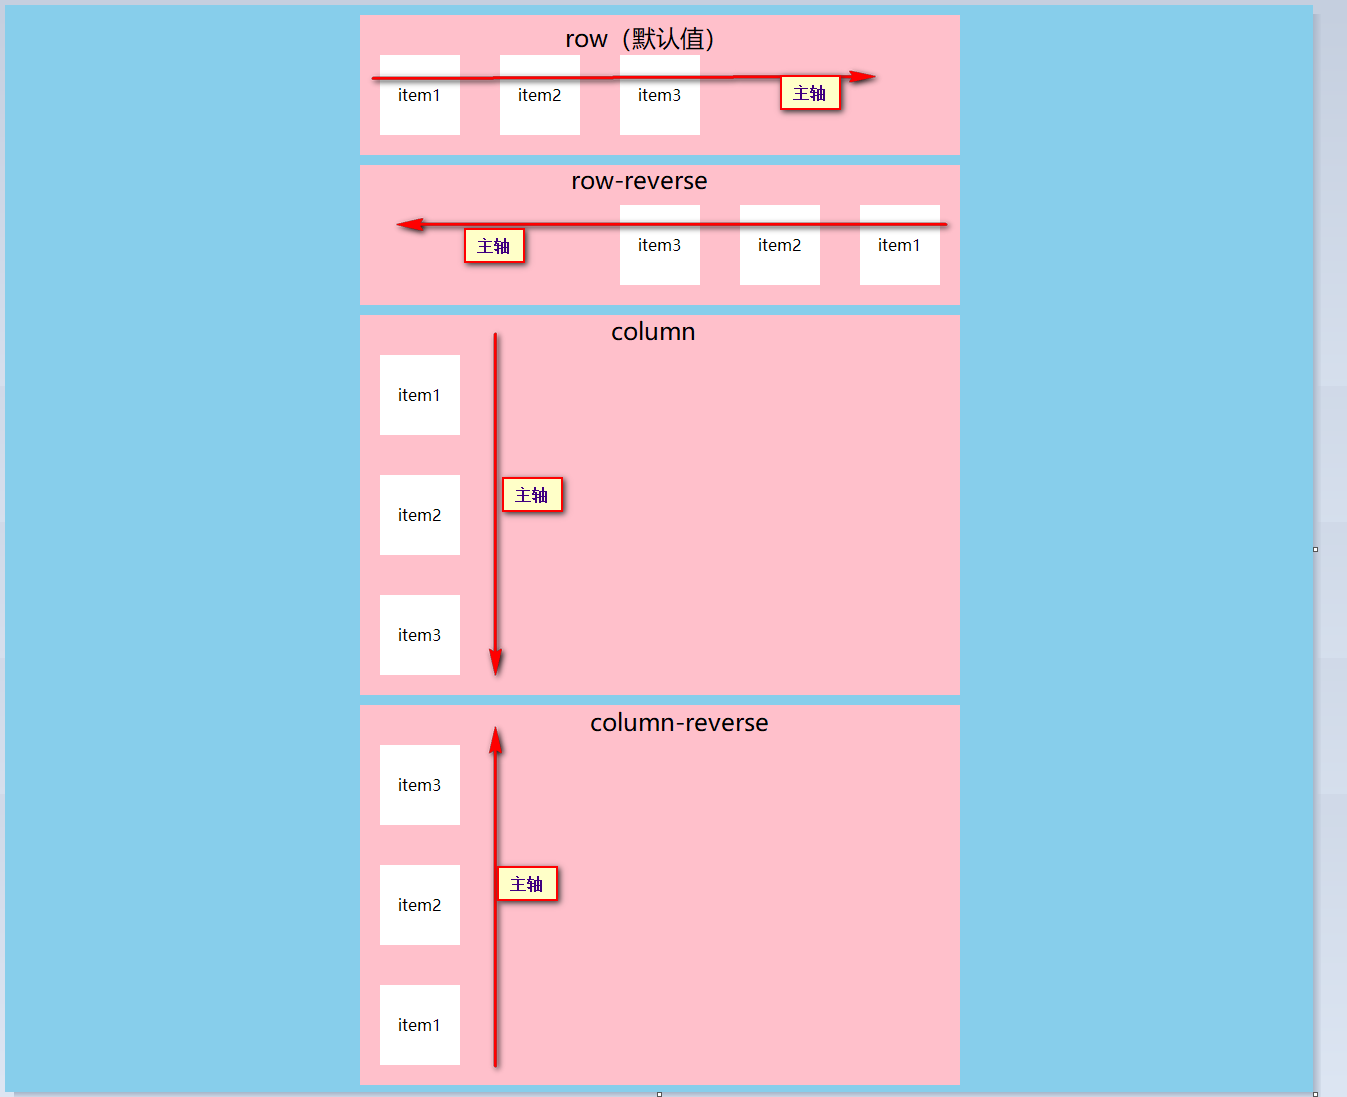 row（默认值）
item1 item2 item3
主轴
row-reverse
主轴 item3 item2 item1
column
item1
主轴
item2
item3
column-reverse
item3
主轴
item2
item1